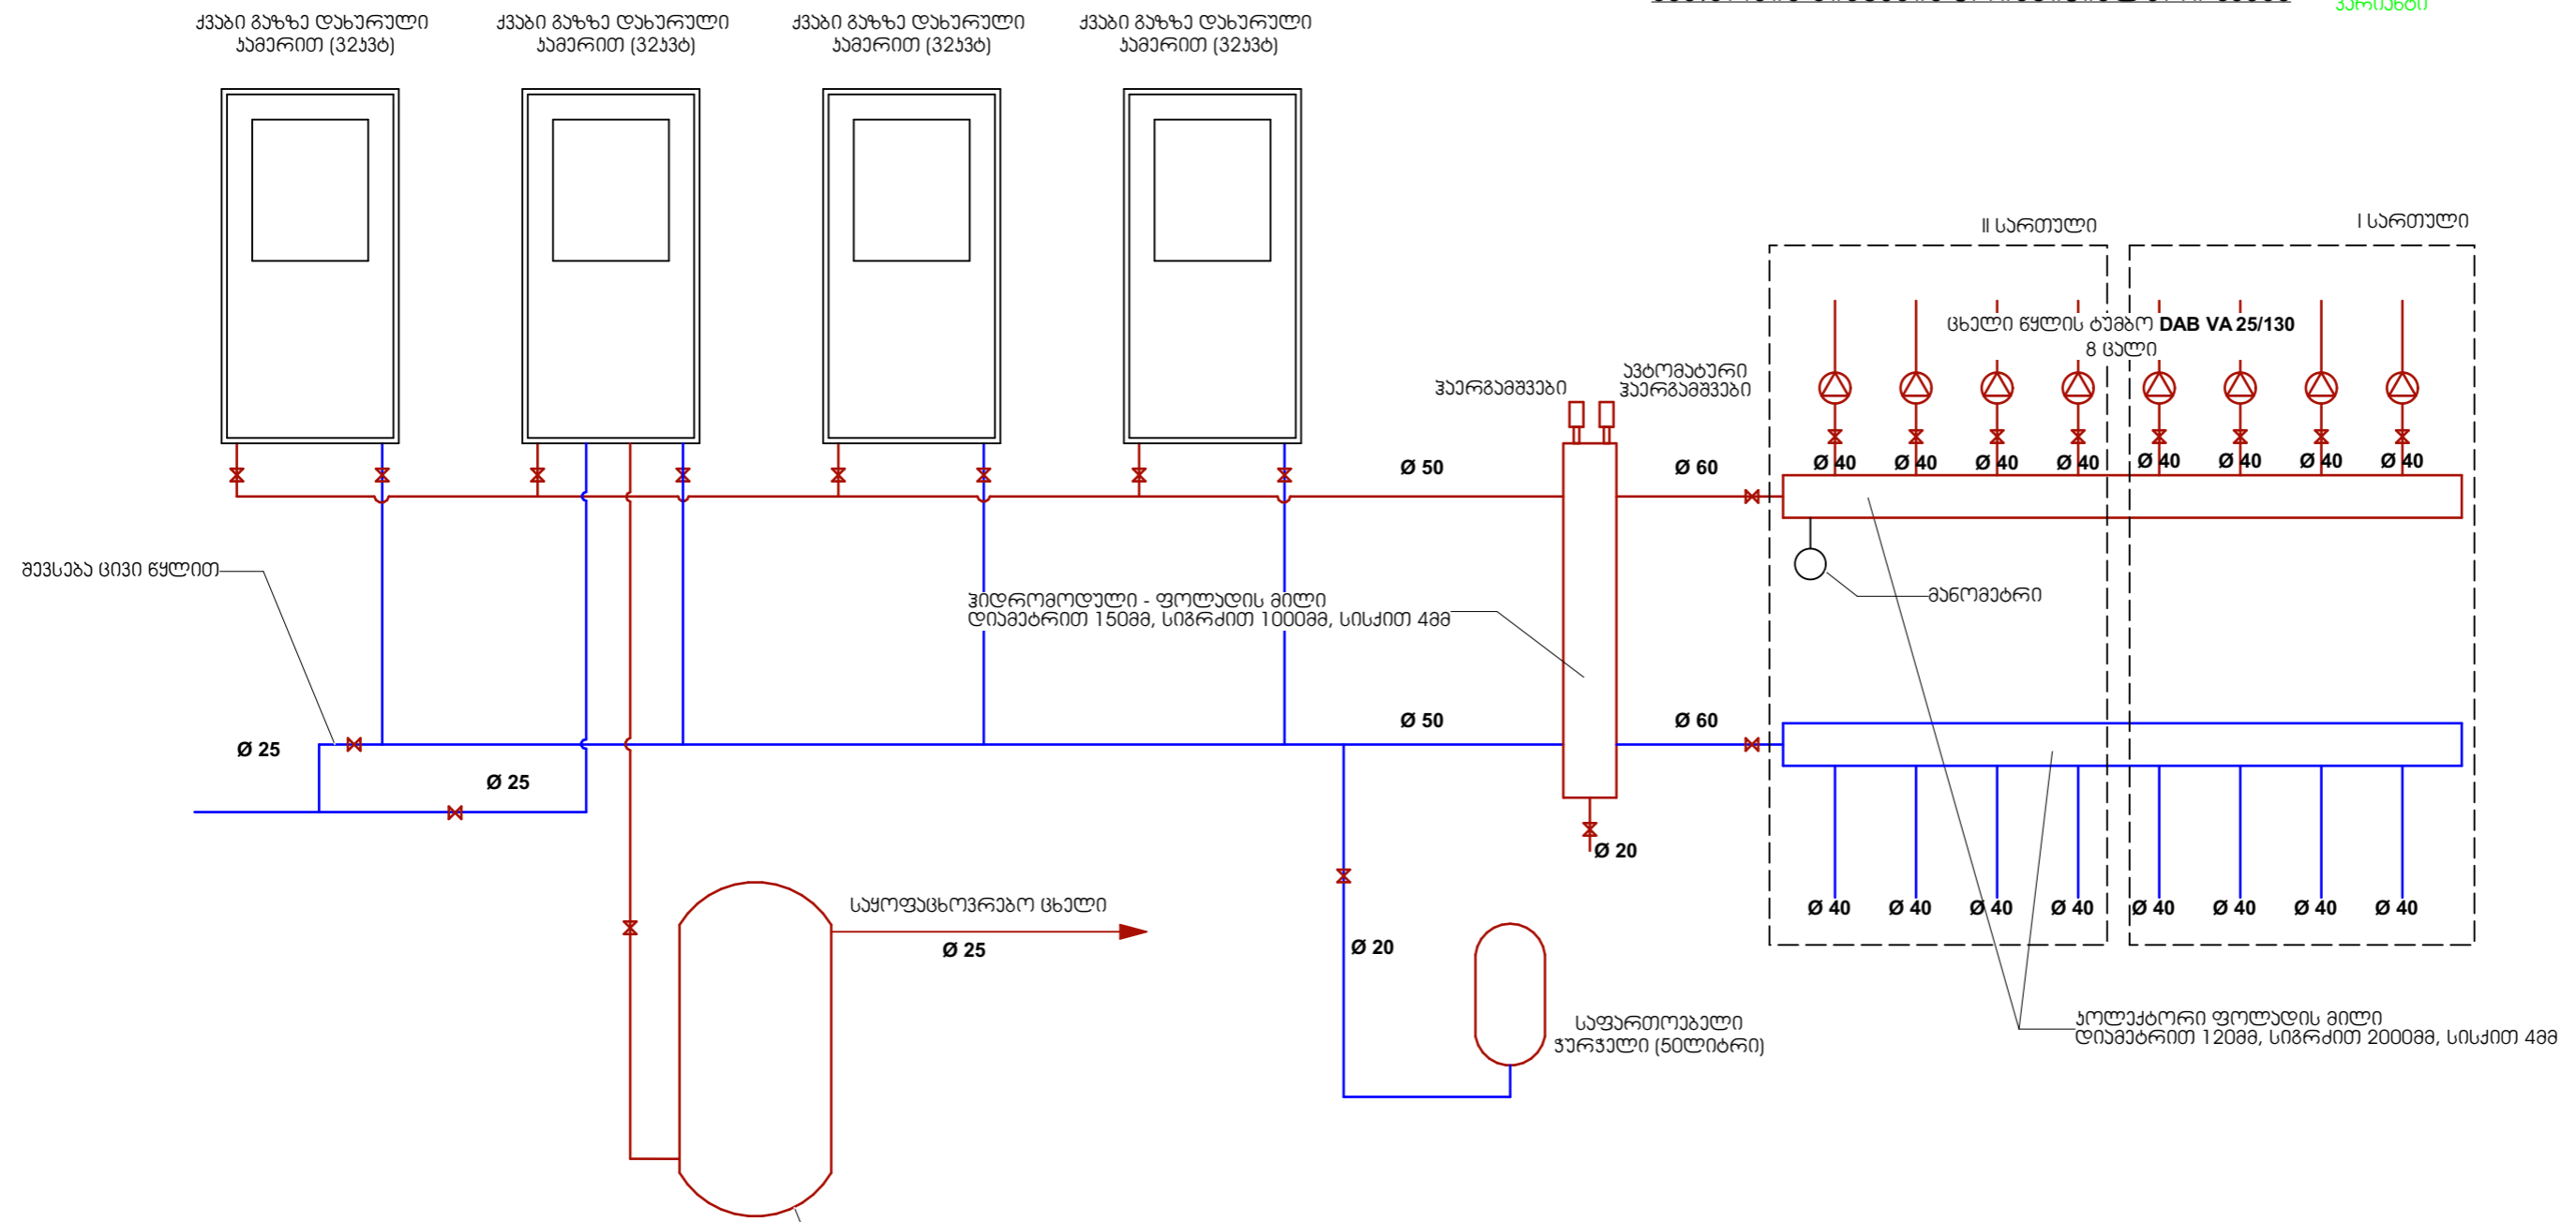 ვარიანტი
ქვაბი გაზზე დახურული
კამერით (32კვტ)
ქვაბი გაზზე დახურული
კამერით (32კვტ)
ქვაბი გაზზე დახურული
კამერით (32კვტ)
ქვაბი გაზზე დახურული
კამერით (32კვტ)
II სართული
I სართული
ცხელი წყლის ტუმბო DAB VA 25/130
8 ცალი
ჰაერგამშვები
ავტომატური
ჰაერგამშვები
Ø 50
Ø 60
Ø 40
Ø 40
Ø 40
Ø 40
Ø 40
Ø 40
Ø 40
Ø 40
შევსება ცივი წყლით
ჰიდრომოდული - ფოლადის მილი
დიამეტრით 150მმ, სიგრძით 1000მმ, სისქით 4მმ
მანომეტრი
Ø 50
Ø 60
Ø 25
Ø 25
Ø 20
საყოფაცხოვრებო ცხელი
Ø 25
Ø 20
Ø 40
Ø 40
Ø 40
Ø 40
Ø 40
Ø 40
Ø 40
Ø 40
საფართოებელი
ჭურჭელი (50ლიტრი)
კოლექტორი ფოლადის მილი
დიამეტრით 120მმ, სიგრძით 2000მმ, სისქით 4მმ